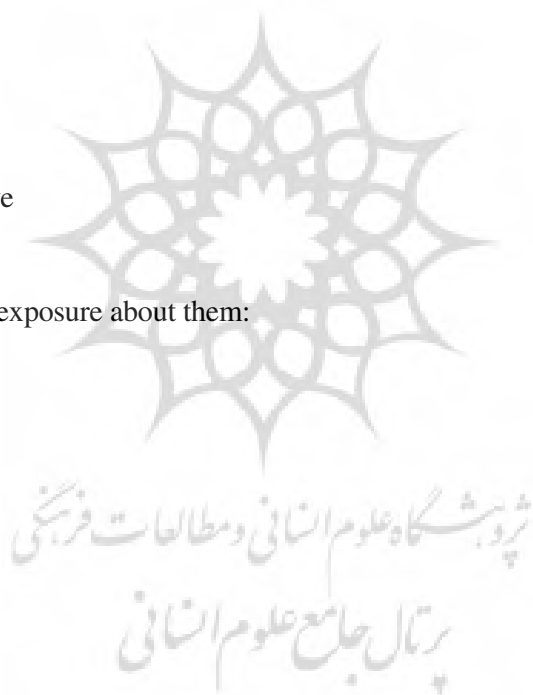 e
exposure about them:
پژوهشگاه علوم انسانی و مطالعات فرهنگی
پرتال جامع علوم انسانی